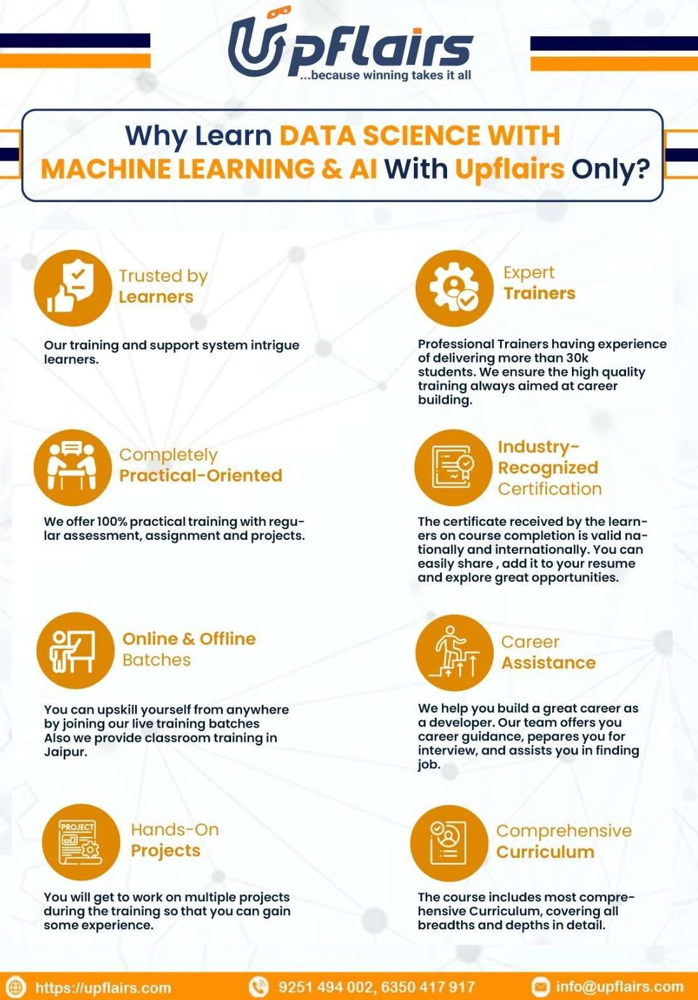 Upflairs
...because winning takes it all
Why Learn DATA SCIENCE WITH
MACHINE LEARNING & AI With Upflairs Only?
Trusted by
Learners
Our training and support system intrigue
learners.
Expert
Trainers
Professional Trainers having experience
of delivering more than 30k
students. We ensure the high quality
training always aimed at career
building.
Completely
Practical-Oriented
We offer 100% practical training with regu-
lar assessment, assignment and projects.
Industry-
Recognized
Certification
The certificate received by the learn-
ers on course completion is valid na-
tionally and internationally. You can
easily share , add it to your resume
and explore great opportunities.
Online & Offline
Batches
You can upskill yourself from anywhere
by joining our live training batches
Also we provide classroom training in
Jaipur.
Career
Assistance
We help you build a great career as
a developer. Our team offers you
career guidance, pepares you for
interview, and assists you in finding
job.
PROJECT
Hands-On
Projects
You will get to work on multiple projects
during the training so that you can gain
some experience.
Comprehensive
Curriculum
The course includes most compre-
hensive Curriculum, covering all
breadths and depths in detail.
https://upflairs.com
9251 494 002, 6350 417 917
info@upflairs.com